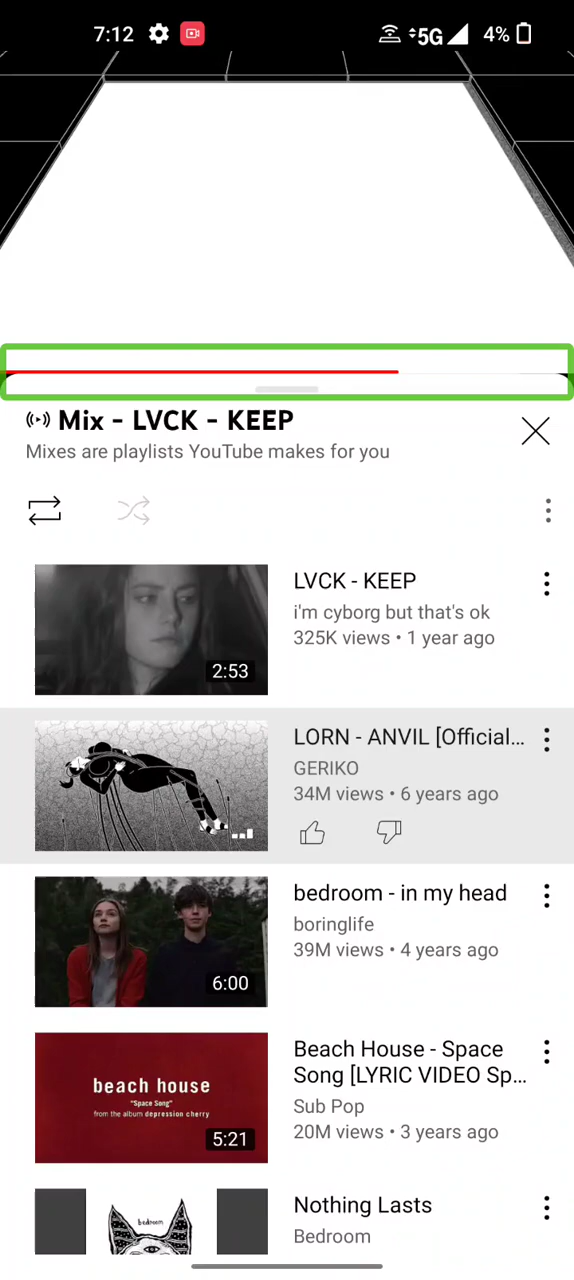 7:12
5G
4%
Mix - LVCK - KEEP
Mixes are playlists YouTube makes for you
LVCK - KEEP
i'm cyborg but that's ok
325K views • 1 year ago
2:53
LORN - ANVIL [Official...
GERIKO
34M views • 6 years ago
bedroom - in my head
boringlife
39M views • 4 years ago
6:00
beach house
"Space Song"
from the album depression cherry
5:21
Beach House - Space
Song [LYRIC VIDEO Sp...
Sub Pop
20M views • 3 years ago
bedroom
Nothing Lasts
Bedroom